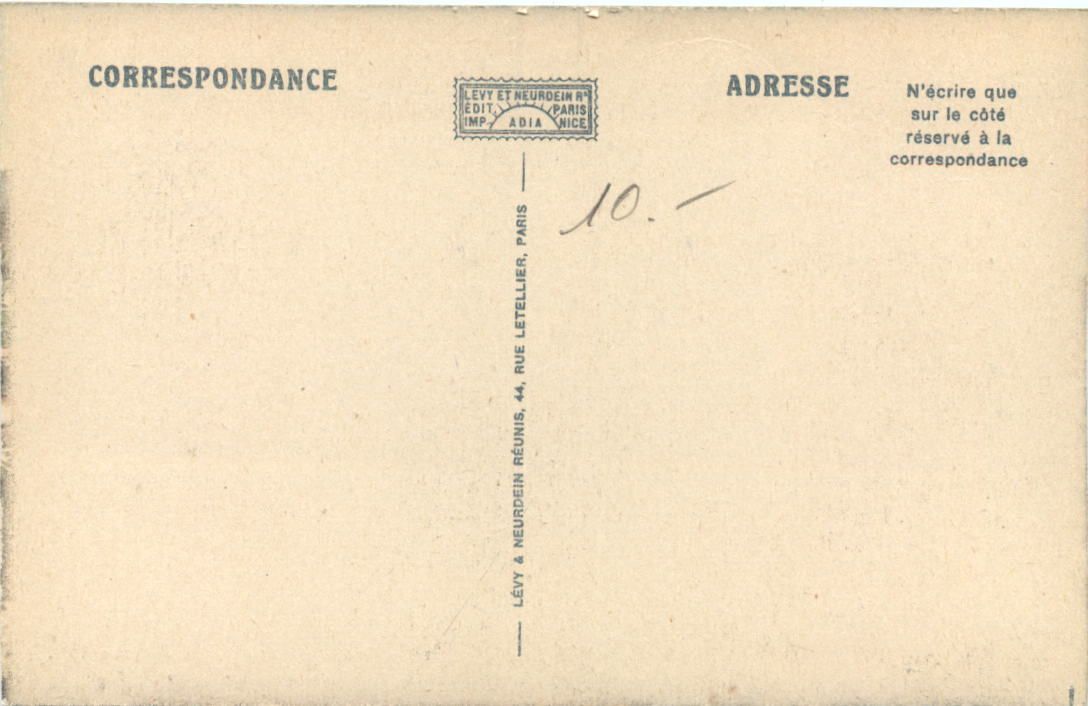 CORRESPONDANCE
LEVY ET NEURDEIN Rˢ
EDIT. PARIS
IMP. ADIA NICE
ADRESSE
N'écrire que
sur le côté
réservé à la
correspondance
10.-
LÉVY & NEURDEIN RÉUNIS, 44, RUE LETELLIER, PARIS